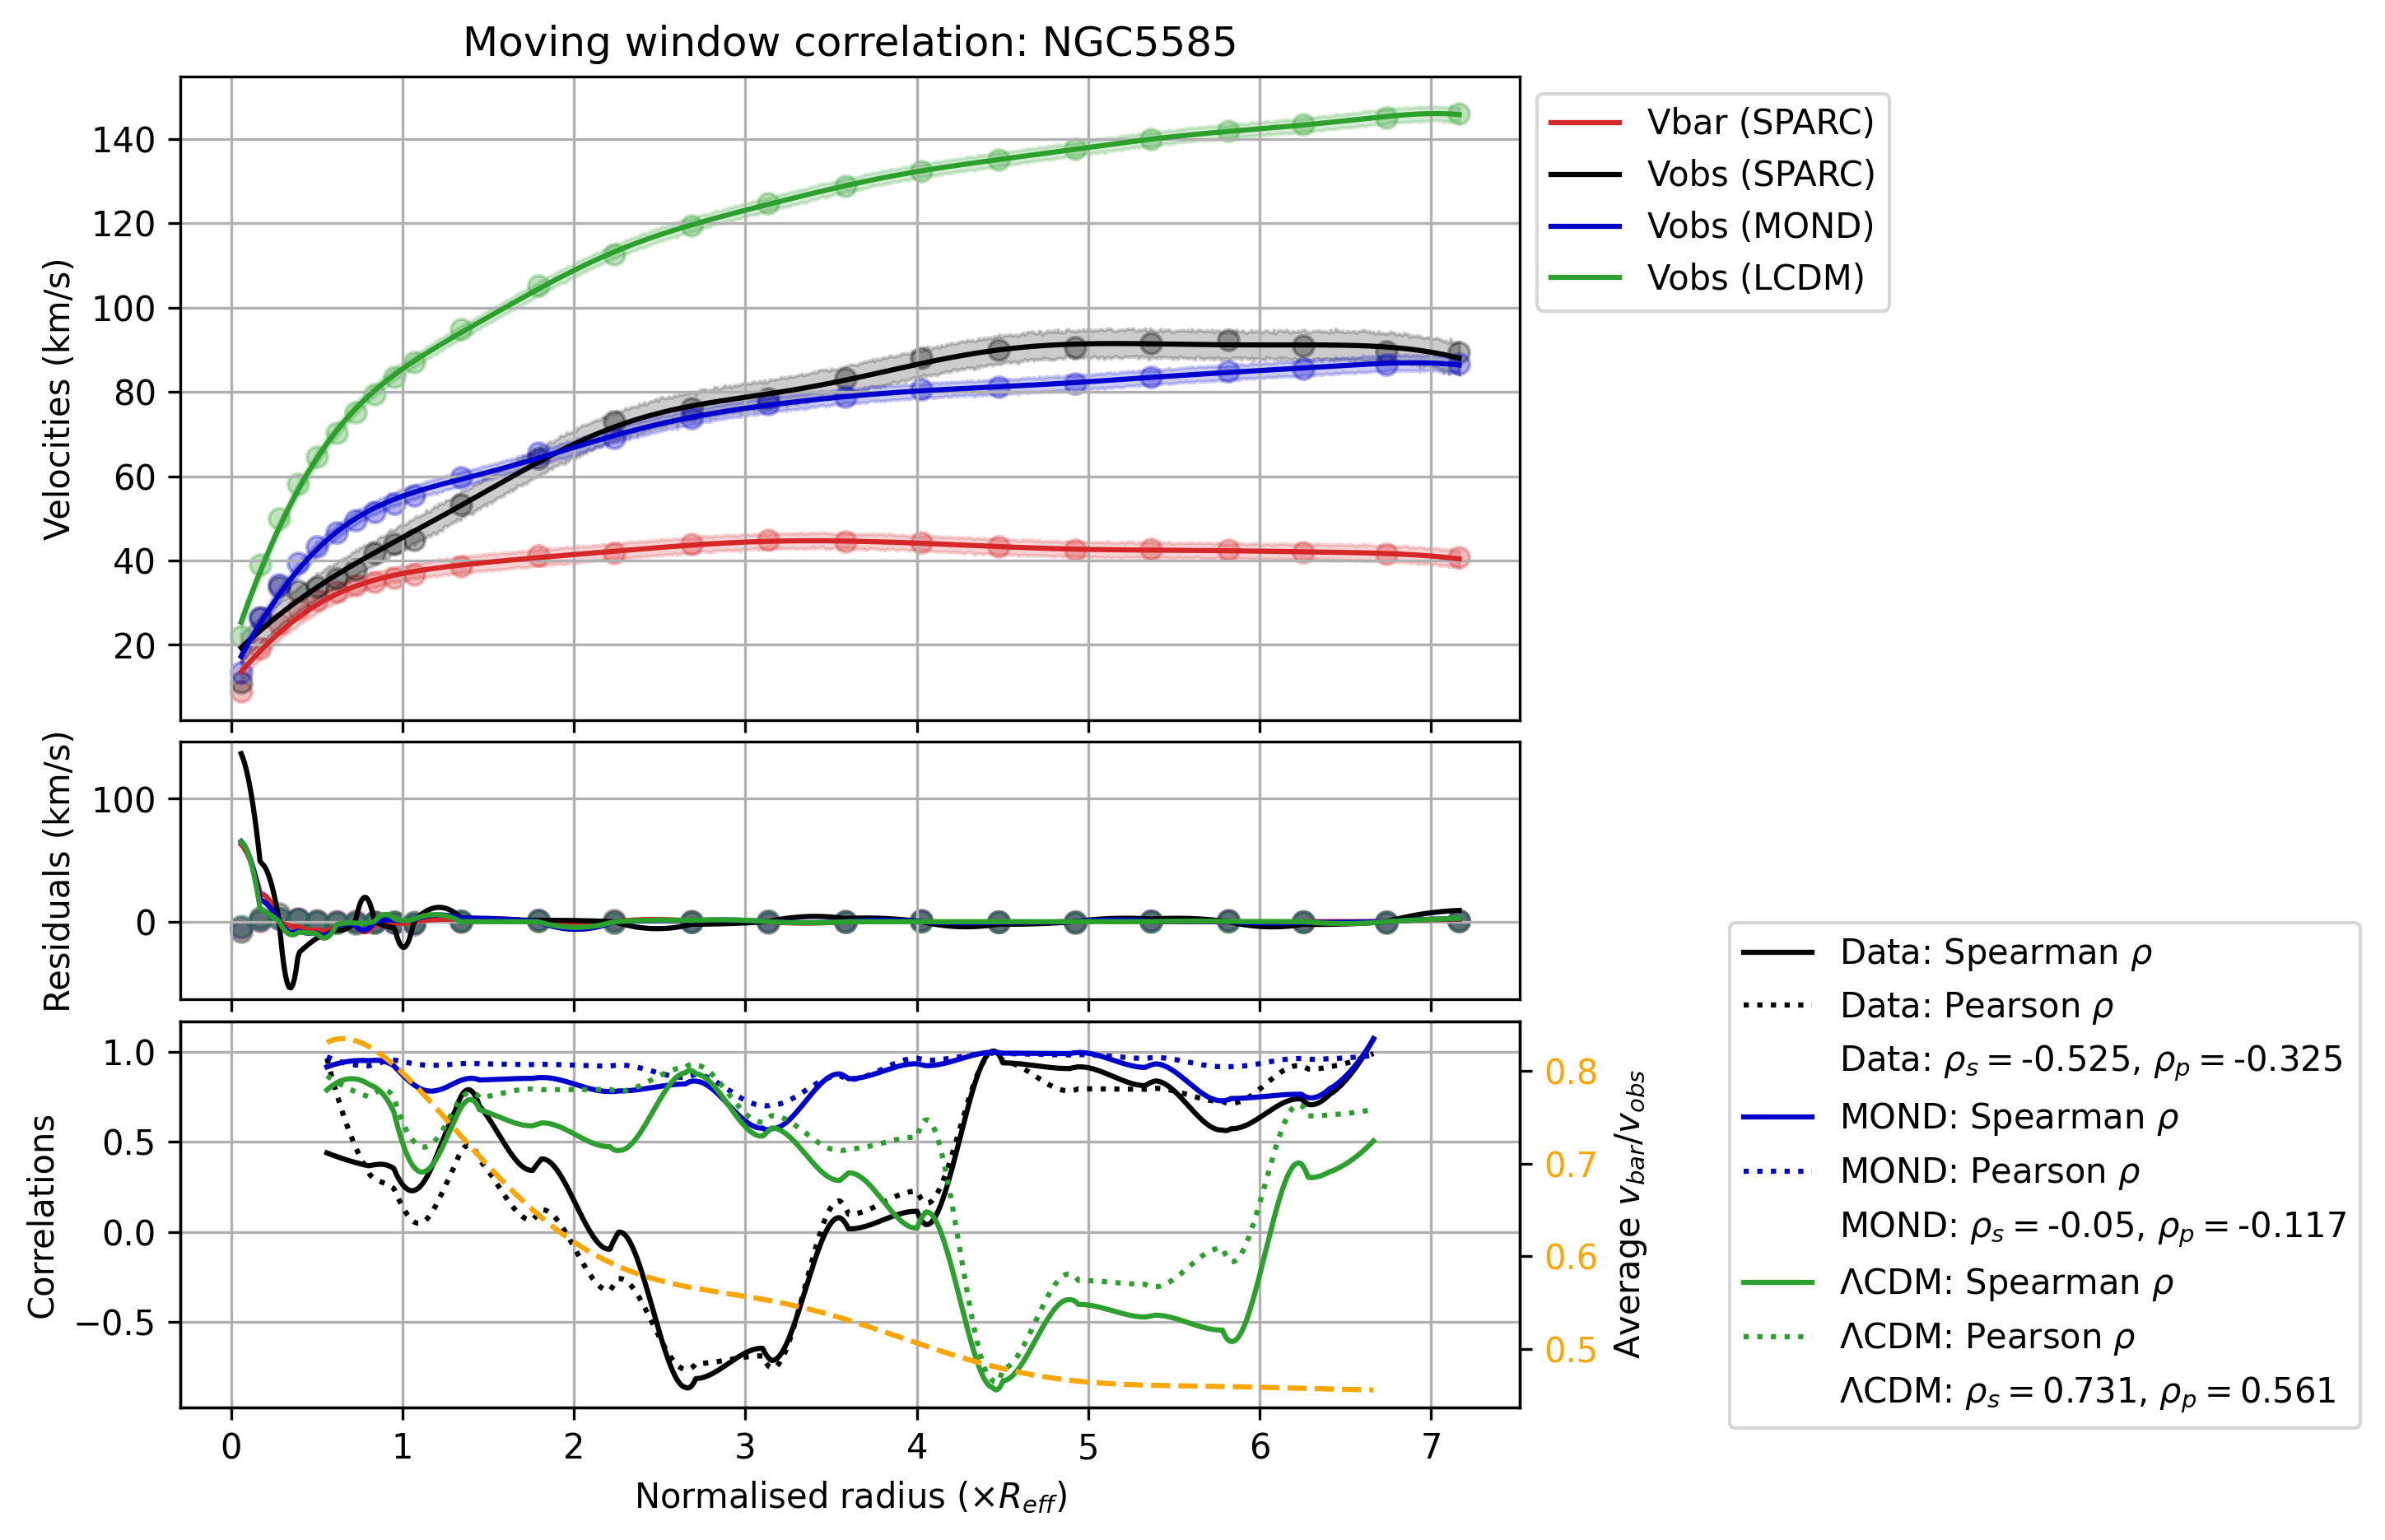 Moving window correlation: NGC5585
Velocities (km/s)
140
120
100
80
60
40
20
Vbar (SPARC)
Vobs (SPARC)
Vobs (MOND)
Vobs (LCDM)
Residuals (km/s)
100
0
Correlations
1.0
0.5
0.0
−0.5
0.8
0.7
0.6
0.5
Average v_bar/v_obs
0 1 2 3 4 5 6 7
Normalised radius (×R_eff)
Data: Spearman ρ
Data: Pearson ρ
Data: ρ_s = -0.525, ρ_p = -0.325
MOND: Spearman ρ
MOND: Pearson ρ
MOND: ρ_s = -0.05, ρ_p = -0.117
ΛCDM: Spearman ρ
ΛCDM: Pearson ρ
ΛCDM: ρ_s = 0.731, ρ_p = 0.561